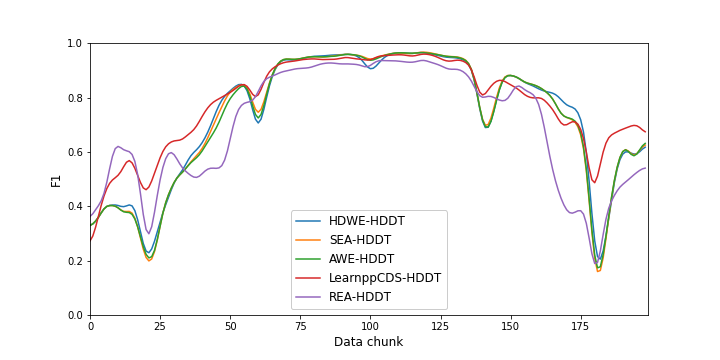 1.0
0.8
0.6
0.4
0.2
0.0
F1
0
25
50
75
100
125
150
175
Data chunk
HDWE-HDDT
SEA-HDDT
AWE-HDDT
LearnppCDS-HDDT
REA-HDDT